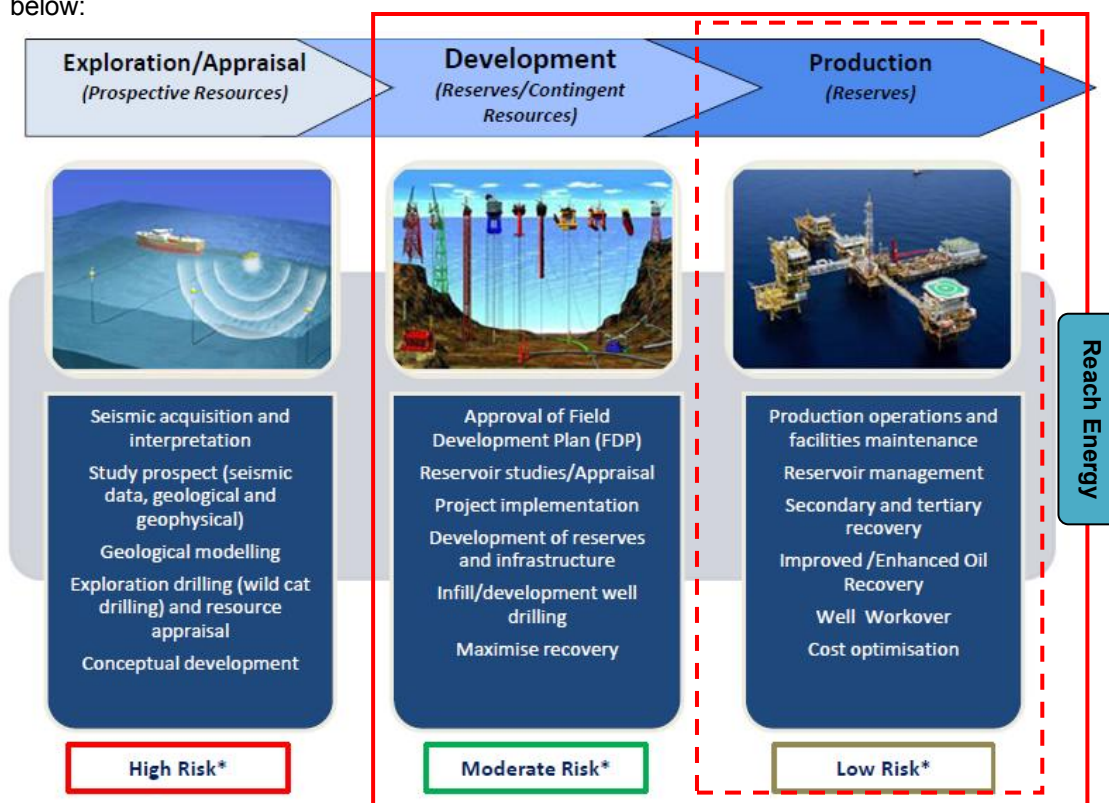 below:
Exploration/Appraisal
(Prospective Resources)
Development
(Reserves/Contingent
Resources)
Production
(Reserves)
Seismic acquisition and
interpretation
Study prospect (seismic
data, geological and
geophysical)
Geological modelling
Exploration drilling (wild cat
drilling) and resource
appraisal
Conceptual development
Approval of Field
Development Plan (FDP)
Reservoir studies/Appraisal
Project implementation
Development of reserves
and infrastructure
Infill/development well
drilling
Maximise recovery
Production operations and
facilities maintenance
Reservoir management
Secondary and tertiary
recovery
Improved /Enhanced Oil
Recovery
Well Workover
Cost optimisation
Reach Energy
High Risk*
Moderate Risk*
Low Risk*